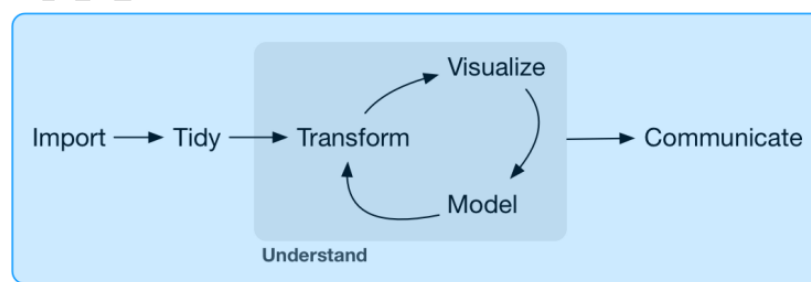 Visualize
Import
Tidy
Transform
Communicate
Model
Understand